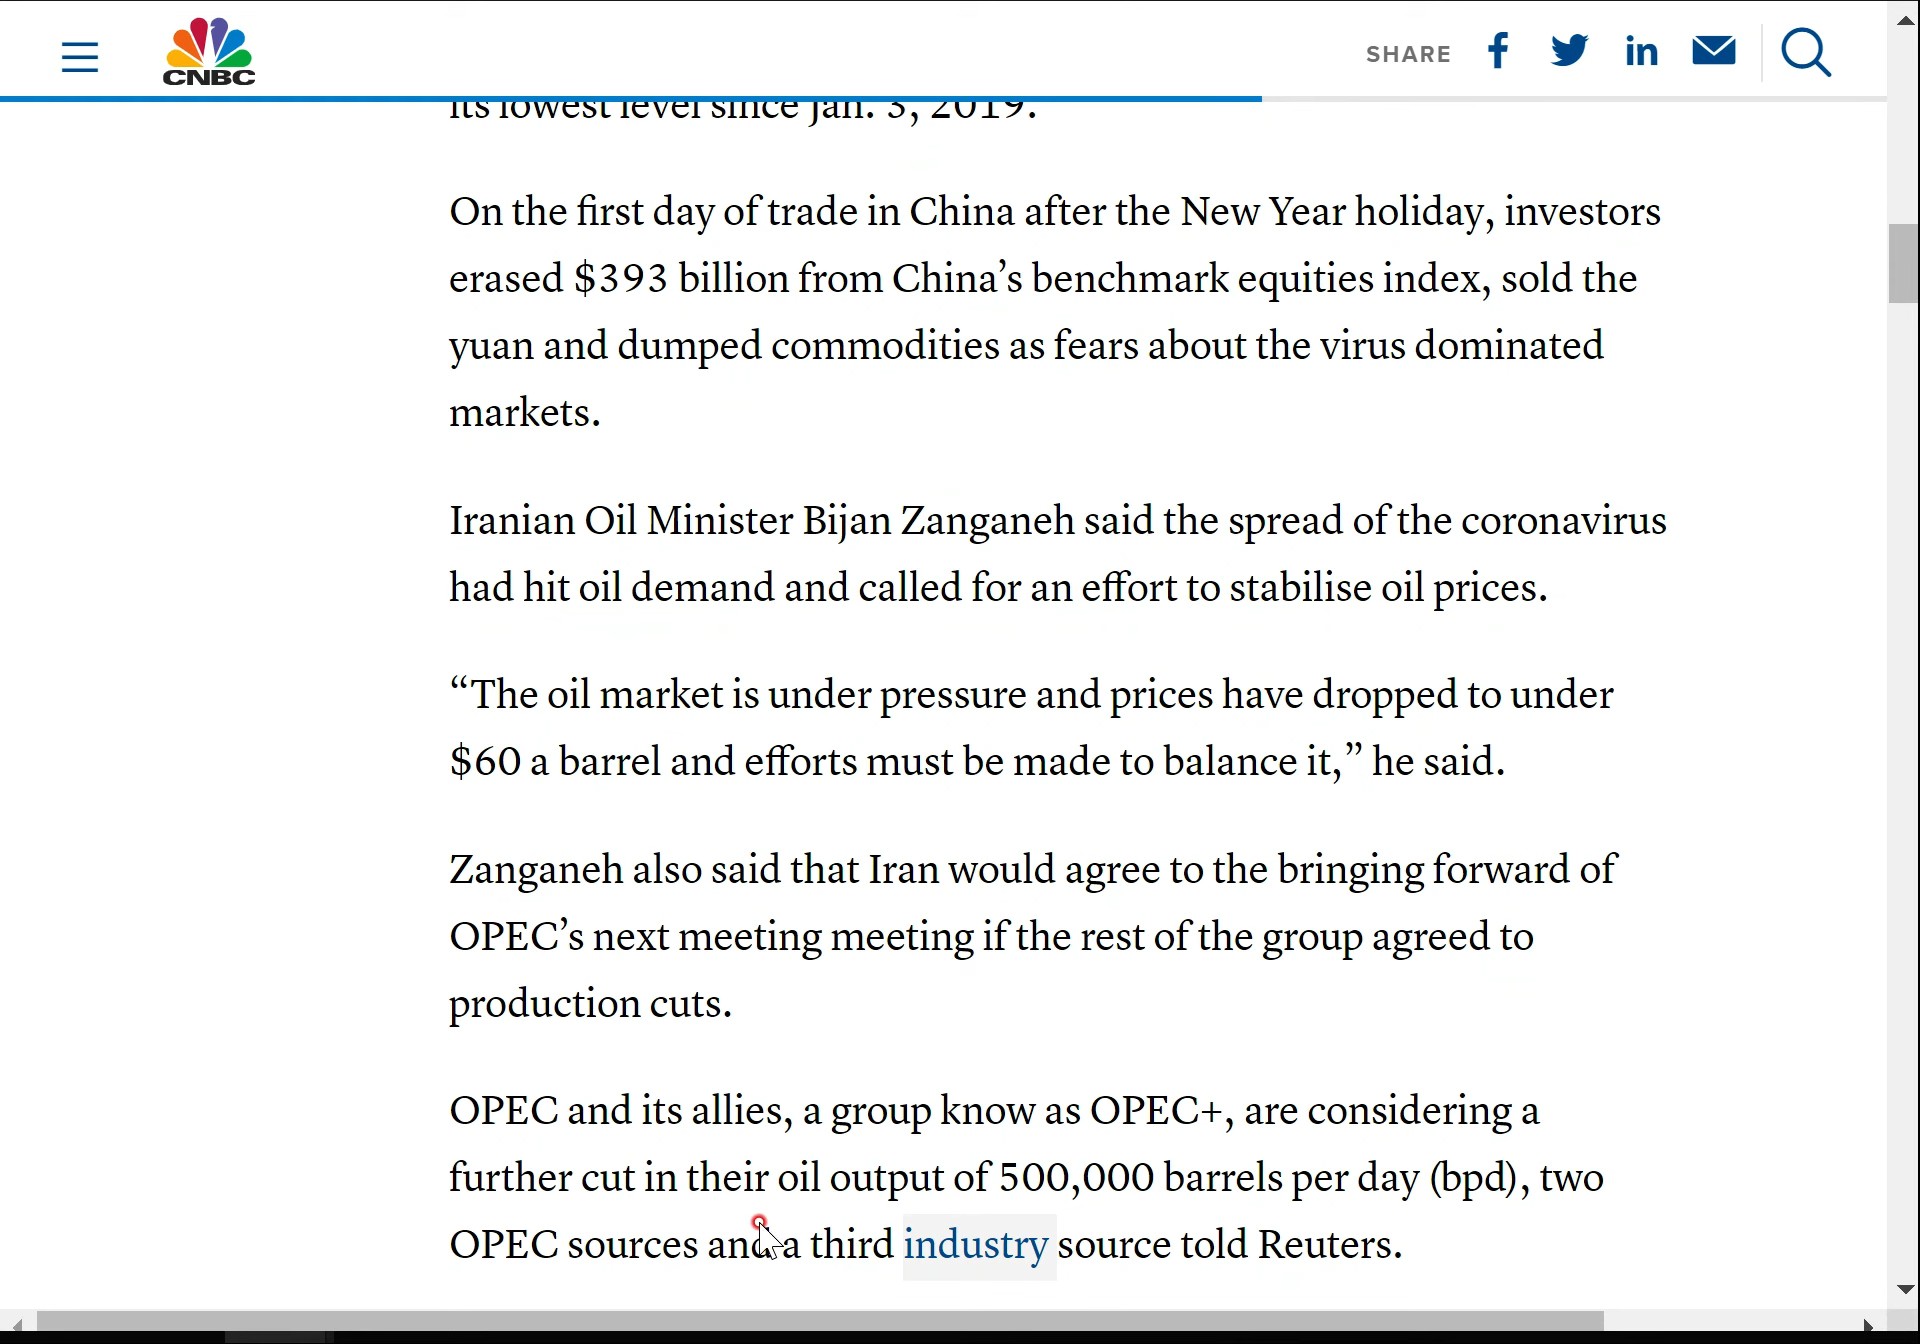 CNBC
SHARE
its lowest level since Jan. 3, 2019.
On the first day of trade in China after the New Year holiday, investors
erased $393 billion from China’s benchmark equities index, sold the
yuan and dumped commodities as fears about the virus dominated
markets.
Iranian Oil Minister Bijan Zanganeh said the spread of the coronavirus
had hit oil demand and called for an effort to stabilise oil prices.
“The oil market is under pressure and prices have dropped to under
$60 a barrel and efforts must be made to balance it,” he said.
Zanganeh also said that Iran would agree to the bringing forward of
OPEC’s next meeting meeting if the rest of the group agreed to
production cuts.
OPEC and its allies, a group know as OPEC+, are considering a
further cut in their oil output of 500,000 barrels per day (bpd), two
OPEC sources and a third industry source told Reuters.